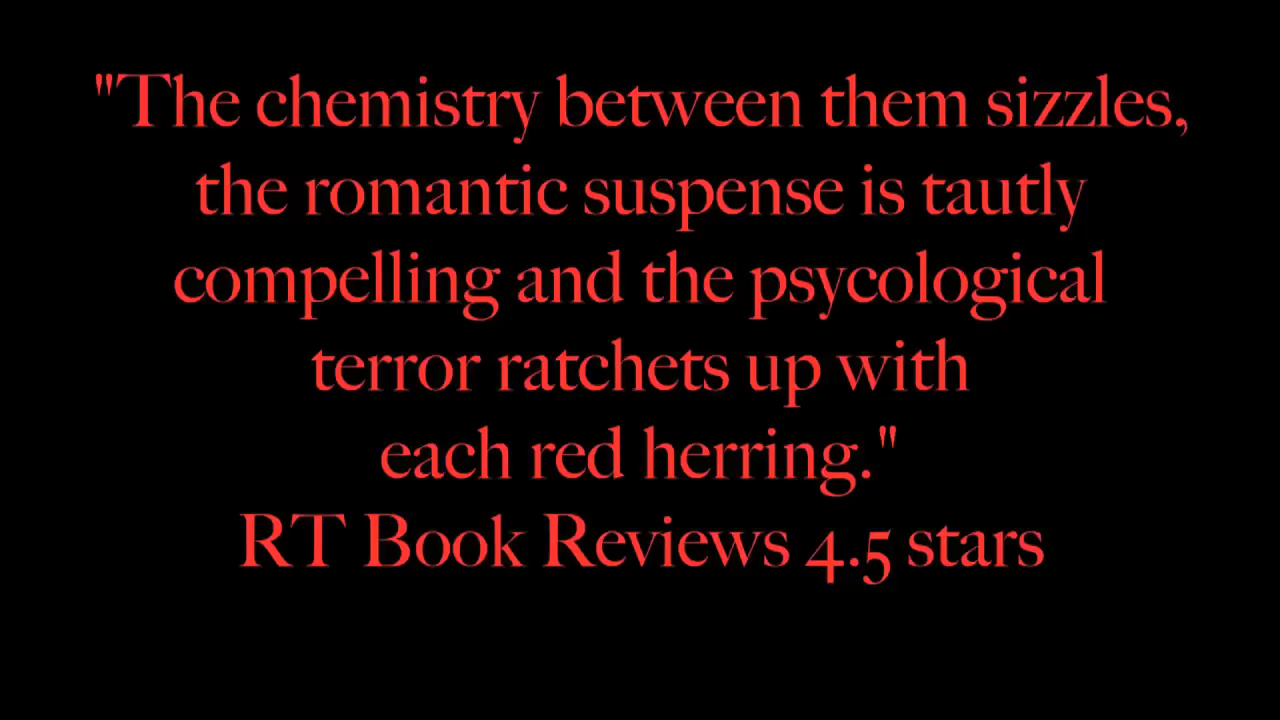 "The chemistry between them sizzles,
the romantic suspense is tautly
compelling and the psycological
terror ratchets up with
each red herring."
RT Book Reviews 4.5 stars